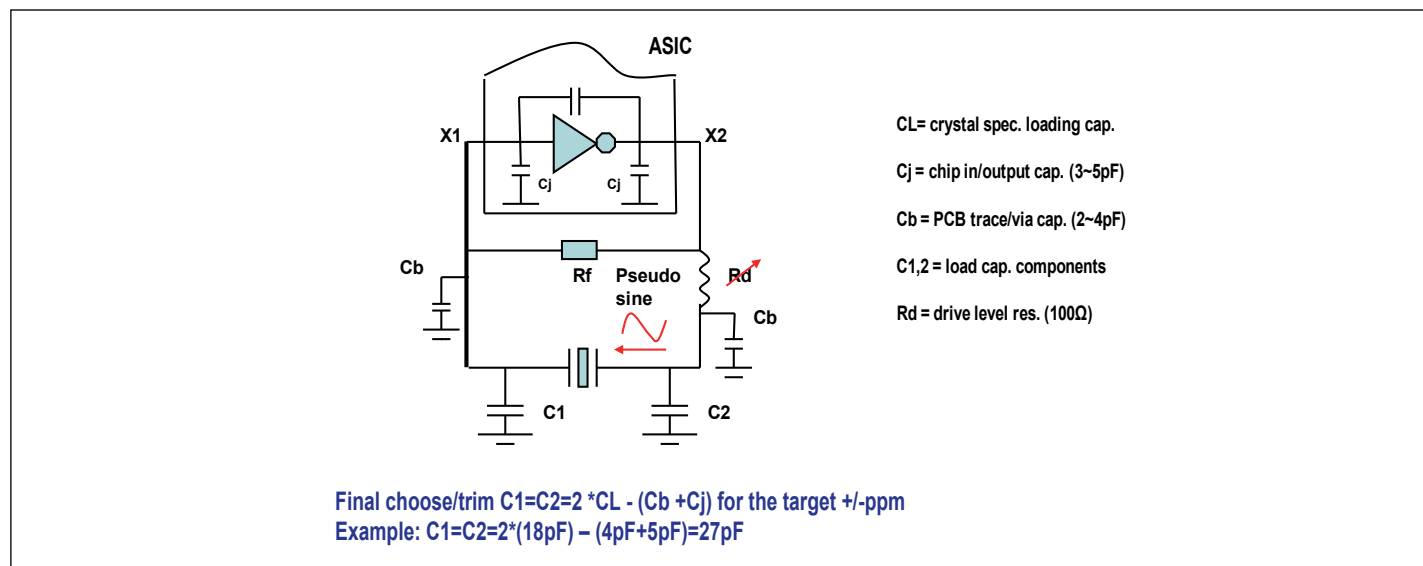 ASIC
X1
X2
Cj
Cj
Cb
Rf
Pseudo
sine
Rd
Cb
C1
C2
CL= crystal spec. loading cap.
Cj = chip in/output cap. (3~5pF)
Cb = PCB trace/via cap. (2~4pF)
C1,2 = load cap. components
Rd = drive level res. (100Ω)
Final choose/trim C1=C2=2 *CL - (Cb +Cj) for the target +/-ppm
Example: C1=C2=2*(18pF) – (4pF+5pF)=27pF